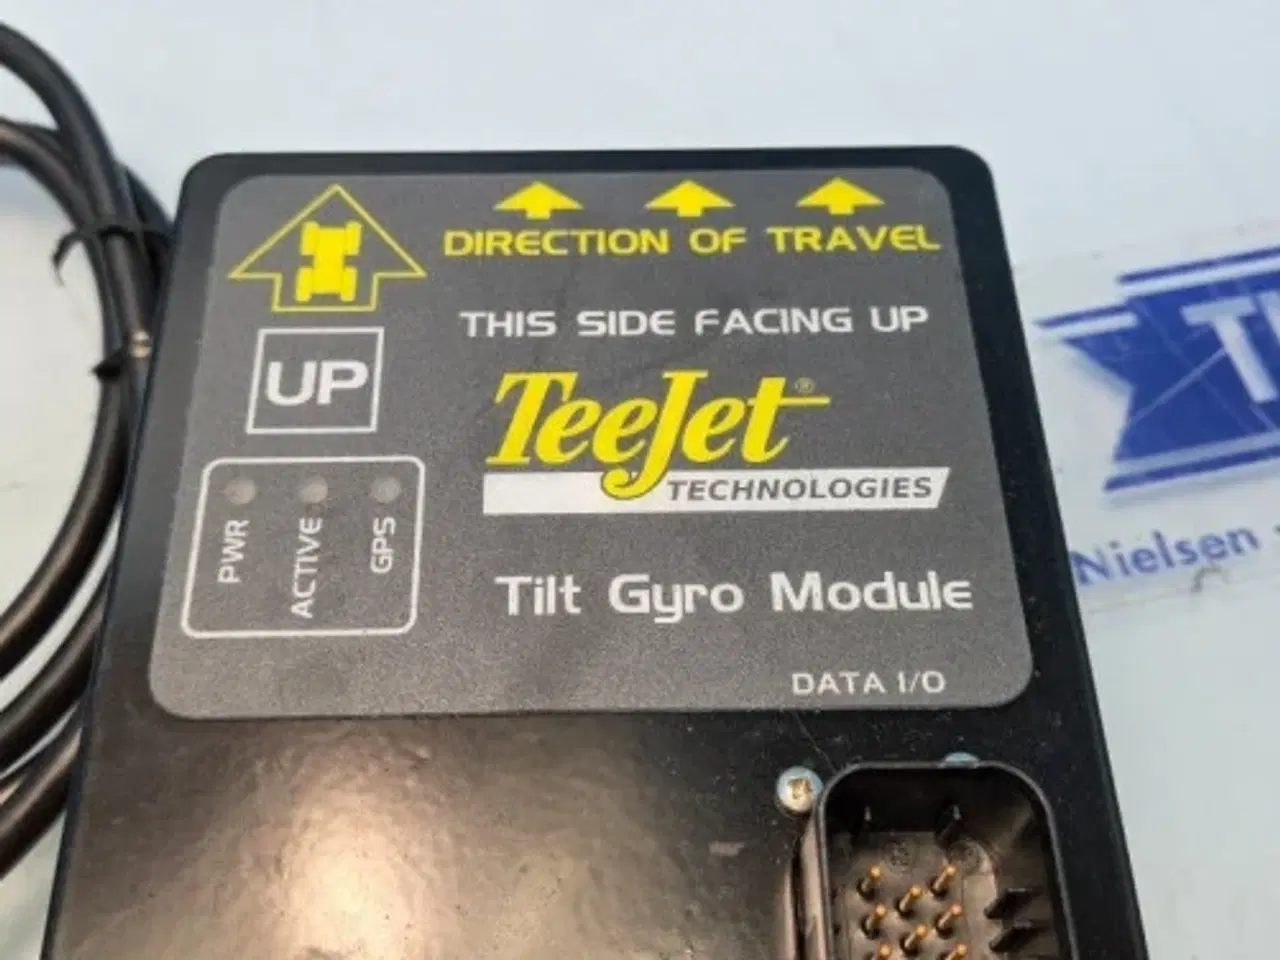 DIRECTION OF TRAVEL
THIS SIDE FACING UP
UP
TeeJet®
TECHNOLOGIES
PWR
ACTIVE
GPS
Tilt Gyro Module
DATA I/O
Nielsen